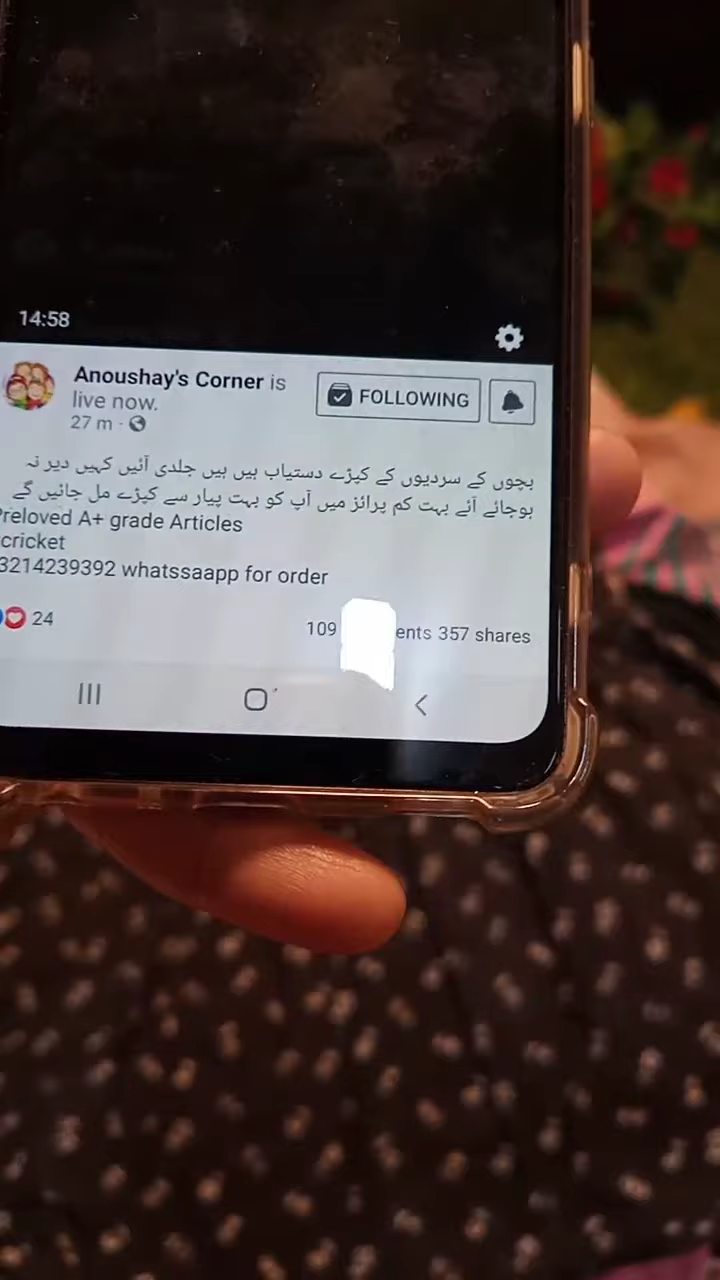 14:58
Anoushay's Corner is
live now.
FOLLOWING
27 m
بچوں کے سردیوں کے کپڑے دستیاب ہیں ہیں جلدی آئیں کہیں دیر نہ
ہوجائے آئے بہت کم پرائز میں آپ کو بہت پیار سے کپڑے مل جائیں گے
reloved A+ grade Articles
cricket
3214239392 whatssaapp for order
24
109 ents 357 shares